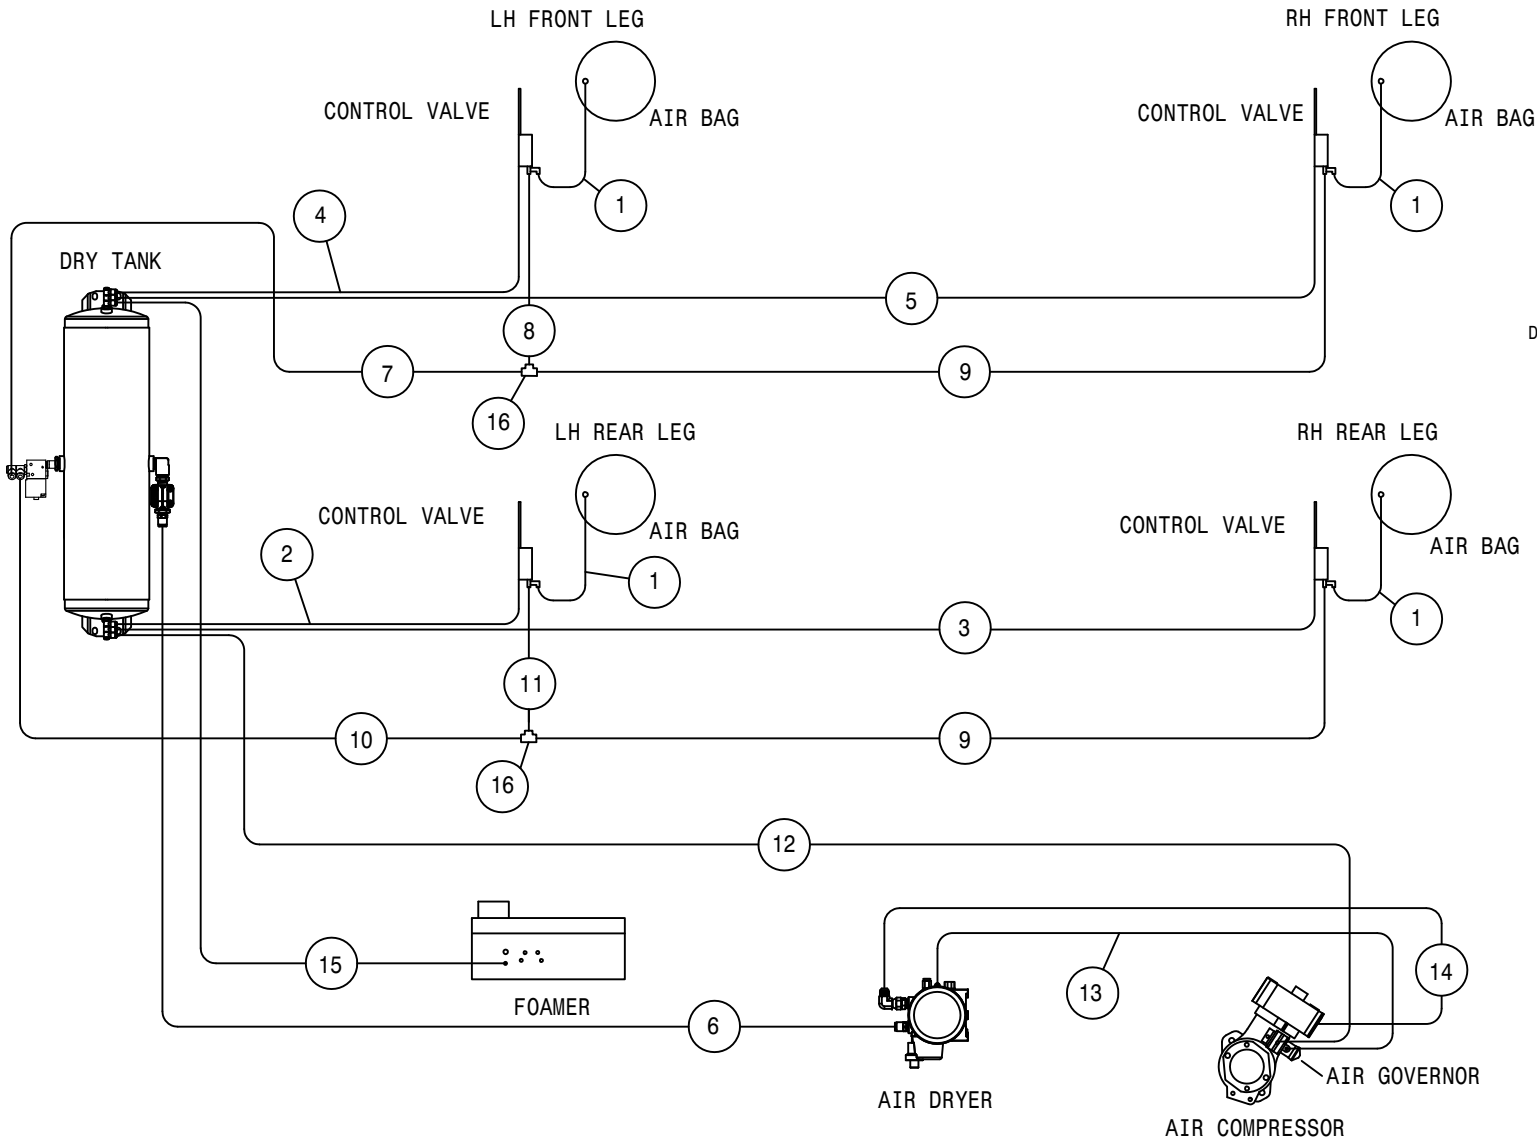 LH FRONT LEG
RH FRONT LEG
CONTROL VALVE
AIR BAG
CONTROL VALVE
AIR BAG
1
1
4
DRY TANK
5
8
D
7
9
16
LH REAR LEG
RH REAR LEG
CONTROL VALVE
AIR BAG
CONTROL VALVE
AIR BAG
2
1
1
3
11
10
9
16
12
15
14
13
FOAMER
6
AIR DRYER
AIR GOVERNOR
AIR COMPRESSOR